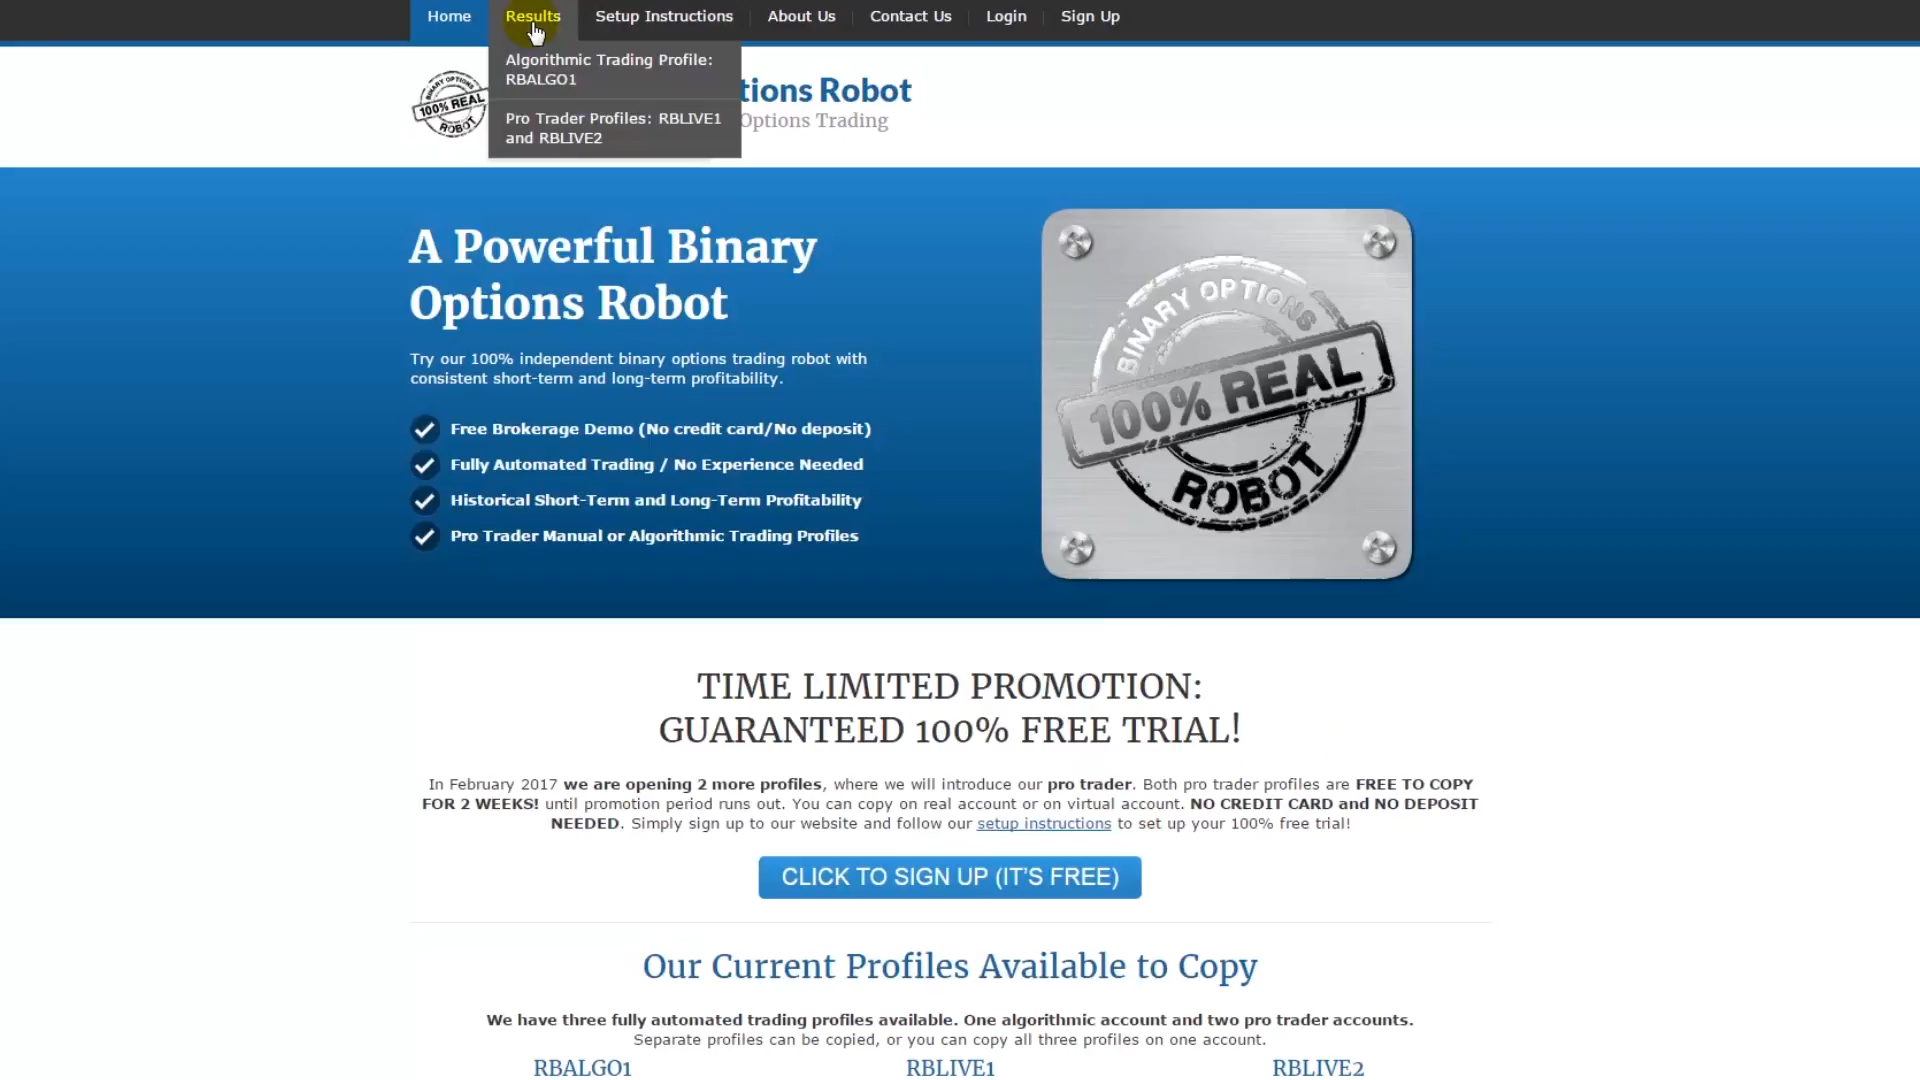 Home Results Setup Instructions About Us Contact Us Login Sign Up
Algorithmic Trading Profile:
RBALGO1
Pro Trader Profiles: RBLIVE1
and RBLIVE2
BINARY OPTIONS
100% REAL
ROBOT
tions Robot
Options Trading
A Powerful Binary
Options Robot
Try our 100% independent binary options trading robot with
consistent short-term and long-term profitability.
Free Brokerage Demo (No credit card/No deposit)
Fully Automated Trading / No Experience Needed
Historical Short-Term and Long-Term Profitability
Pro Trader Manual or Algorithmic Trading Profiles
BINARY OPTIONS
100% REAL
ROBOT
TIME LIMITED PROMOTION:
GUARANTEED 100% FREE TRIAL!
In February 2017 we are opening 2 more profiles, where we will introduce our pro trader. Both pro trader profiles are FREE TO COPY
FOR 2 WEEKS! until promotion period runs out. You can copy on real account or on virtual account. NO CREDIT CARD and NO DEPOSIT
NEEDED. Simply sign up to our website and follow our setup instructions to set up your 100% free trial!
CLICK TO SIGN UP (IT'S FREE)
Our Current Profiles Available to Copy
We have three fully automated trading profiles available. One algorithmic account and two pro trader accounts.
Separate profiles can be copied, or you can copy all three profiles on one account.
RBALGO1 RBLIVE1 RBLIVE2